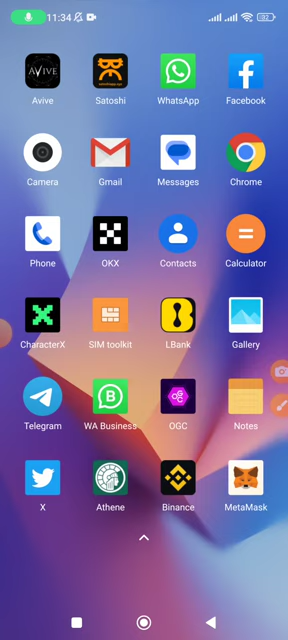 11:34
AVIVE
Avive
Satoshi
WhatsApp
Facebook
Camera
Gmail
Messages
Chrome
Phone
OKX
Contacts
Calculator
CharacterX
SIM toolkit
LBank
Gallery
Telegram
WA Business
OGC
Notes
X
Athene
Binance
MetaMask